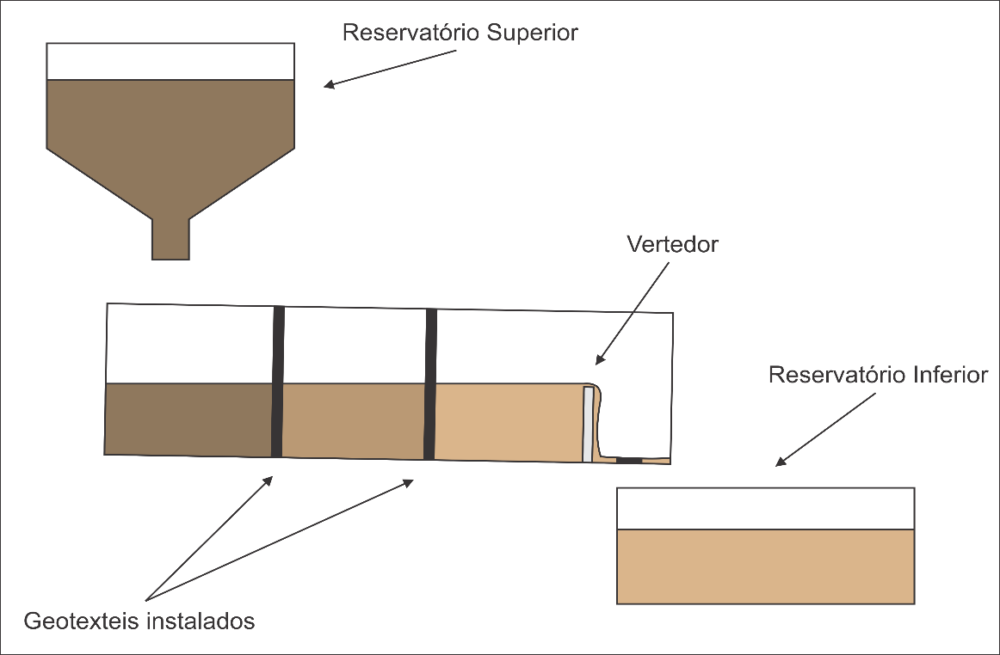 Reservatório Superior
Vertedor
Reservatório Inferior
Geotexteis instalados